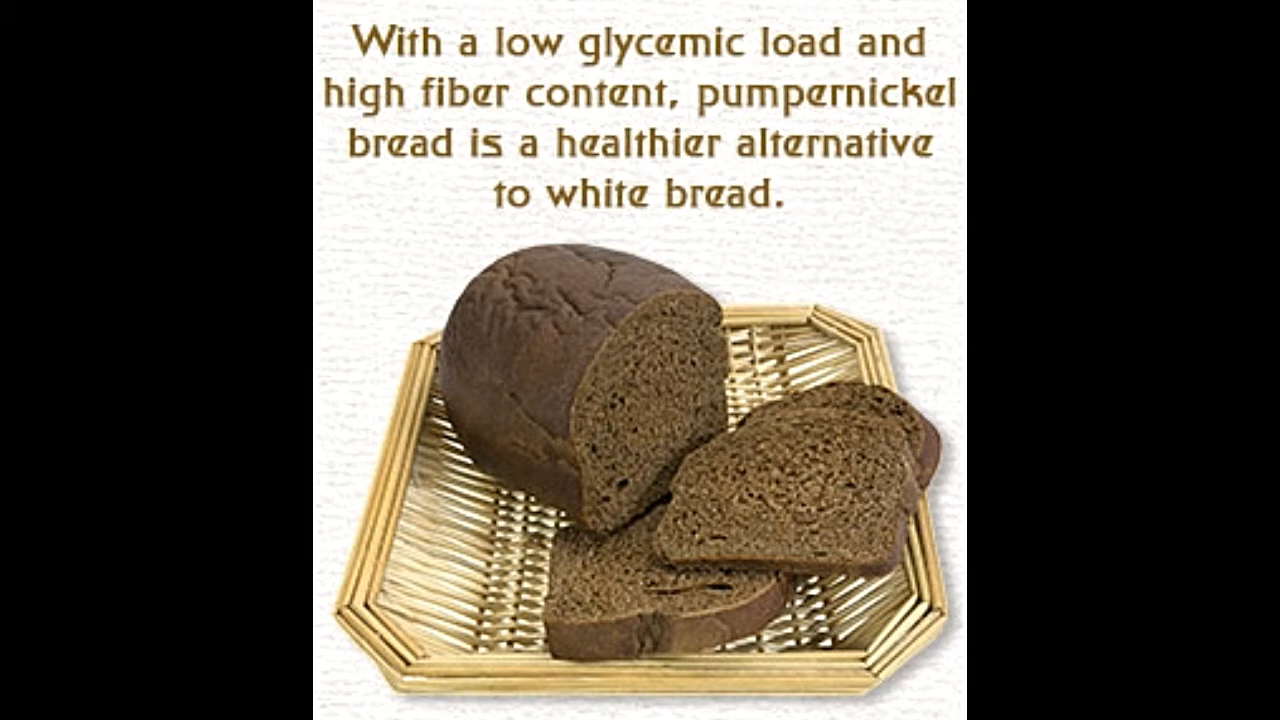 With a low glycemic load and
high fiber content, pumpernickel
bread is a healthier alternative
to white bread.